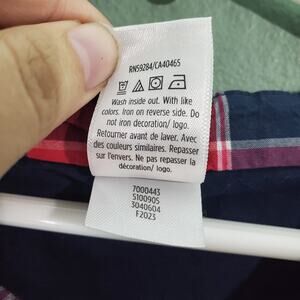 RN59284/CA40465
Wash inside out. With like
colors. Iron on reverse side. Do
not iron decoration/ logo.
Retourner avant de laver. Avec
des couleurs similaires. Repasser
sur l'envers. Ne pas repasser la
décoration/ logo.
7000443
5100905
3040604
F2023